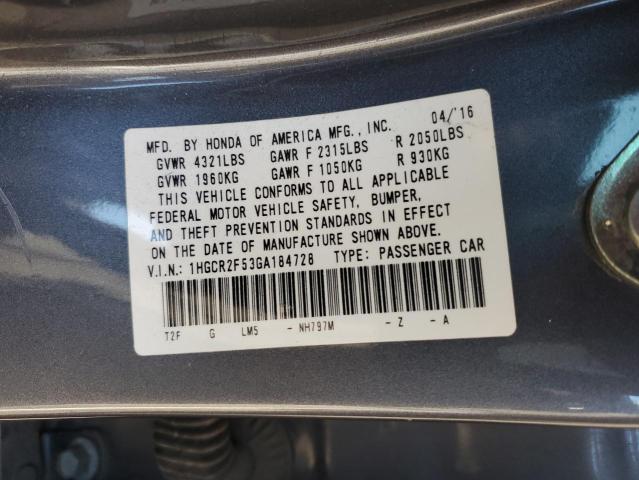 MFD. BY HONDA OF AMERICA MFG., INC. 04/'16
GVWR 4321LBS GAWR F 2315LBS R 2050LBS
GVWR 1960KG GAWR F 1050KG R 930KG
THIS VEHICLE CONFORMS TO ALL APPLICABLE
FEDERAL MOTOR VEHICLE SAFETY, BUMPER,
AND THEFT PREVENTION STANDARDS IN EFFECT
ON THE DATE OF MANUFACTURE SHOWN ABOVE.
V.I.N.: 1HGCR2F53GA184728 TYPE: PASSENGER CAR
T2F G LM5 - NH797M - Z - A